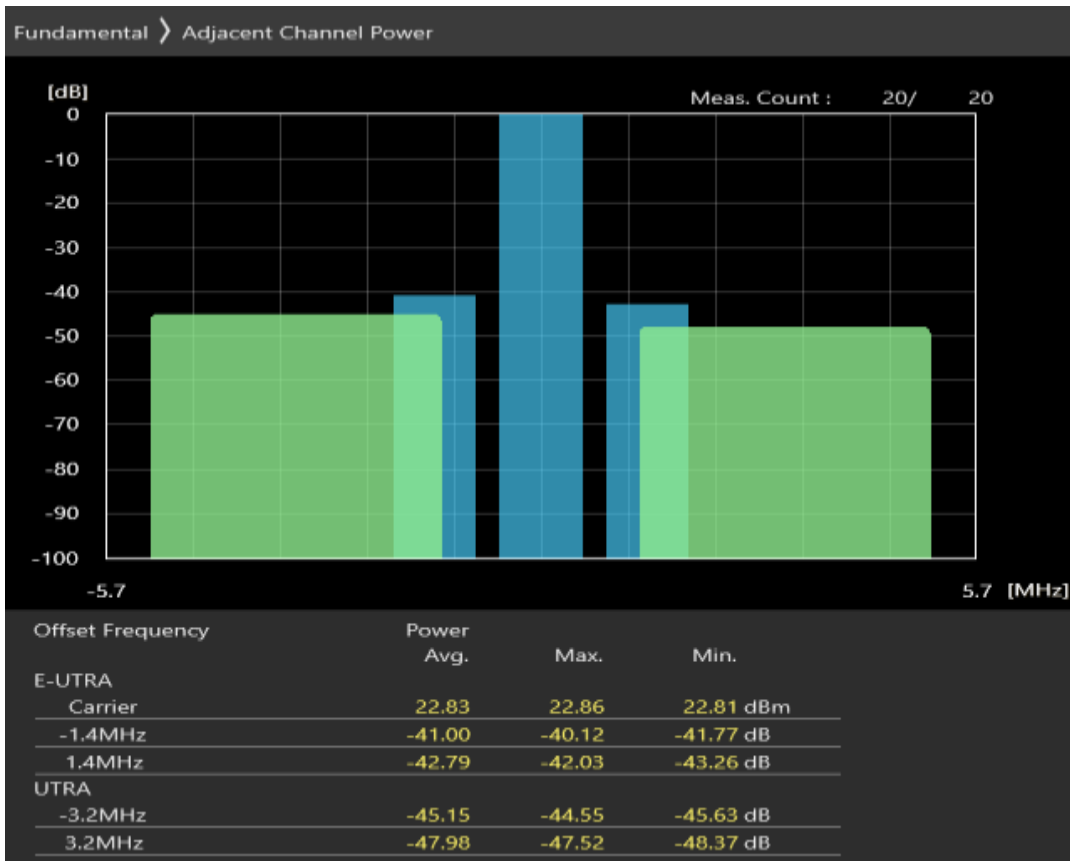 Fundamental 〉 Adjacent Channel Power
[dB]
Meas. Count : 20/ 20
0
-10
-20
-30
-40
-50
-60
-70
-80
-90
-100
-5.7 5.7 [MHz]
Offset Frequency Power
Avg. Max. Min.
E-UTRA
Carrier 22.83 22.86 22.81 dBm
-1.4MHz -41.00 -40.12 -41.77 dB
1.4MHz -42.79 -42.03 -43.26 dB
UTRA
-3.2MHz -45.15 -44.55 -45.63 dB
3.2MHz -47.98 -47.52 -48.37 dB